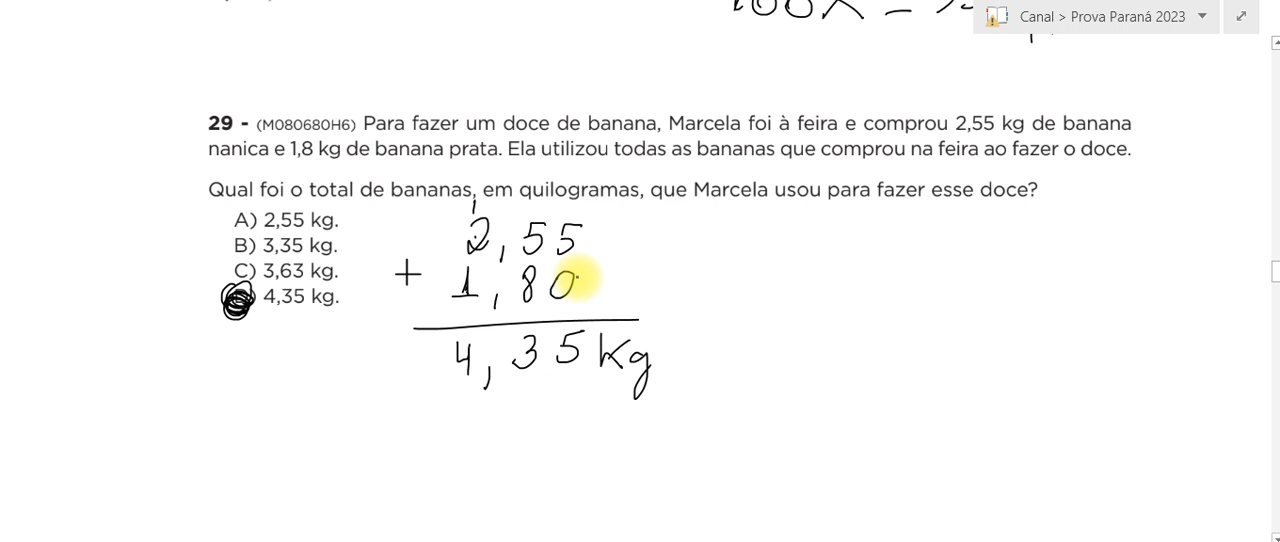 100x =
Canal > Prova Paraná 2023
29 - (M080680H6) Para fazer um doce de banana, Marcela foi à feira e comprou 2,55 kg de banana
nanica e 1,8 kg de banana prata. Ela utilizou todas as bananas que comprou na feira ao fazer o doce.
Qual foi o total de bananas, em quilogramas, que Marcela usou para fazer esse doce?
A) 2,55 kg.
B) 3,35 kg.
C) 3,63 kg.
4,35 kg.
1
2,55
+ 1,80
4,35 Kg